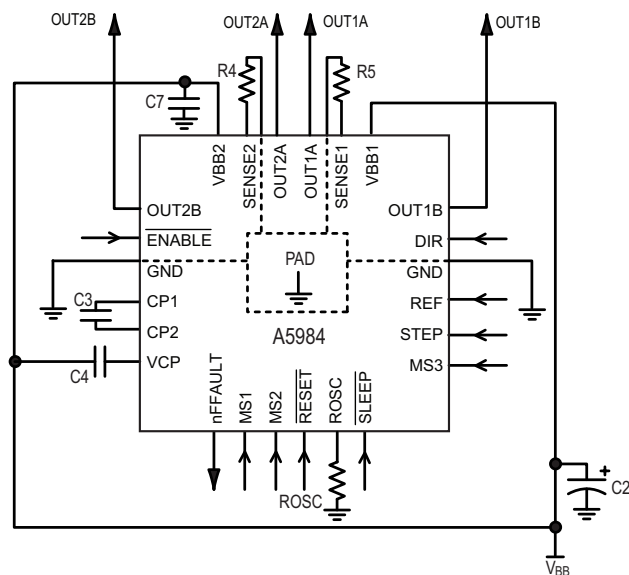 OUT2B
OUT2A
OUT1A
OUT1B
R4
R5
C7
VBB2
SENSE2
OUT2A
OUT1A
SENSE1
VBB1
OUT2B
OUT1B
ENABLE
DIR
GND
PAD
GND
C3
CP1
REF
CP2
A5984
STEP
C4
VCP
MS3
nFFAULT
MS1
MS2
RESET
ROSC
SLEEP
ROSC
+
C2
VBB